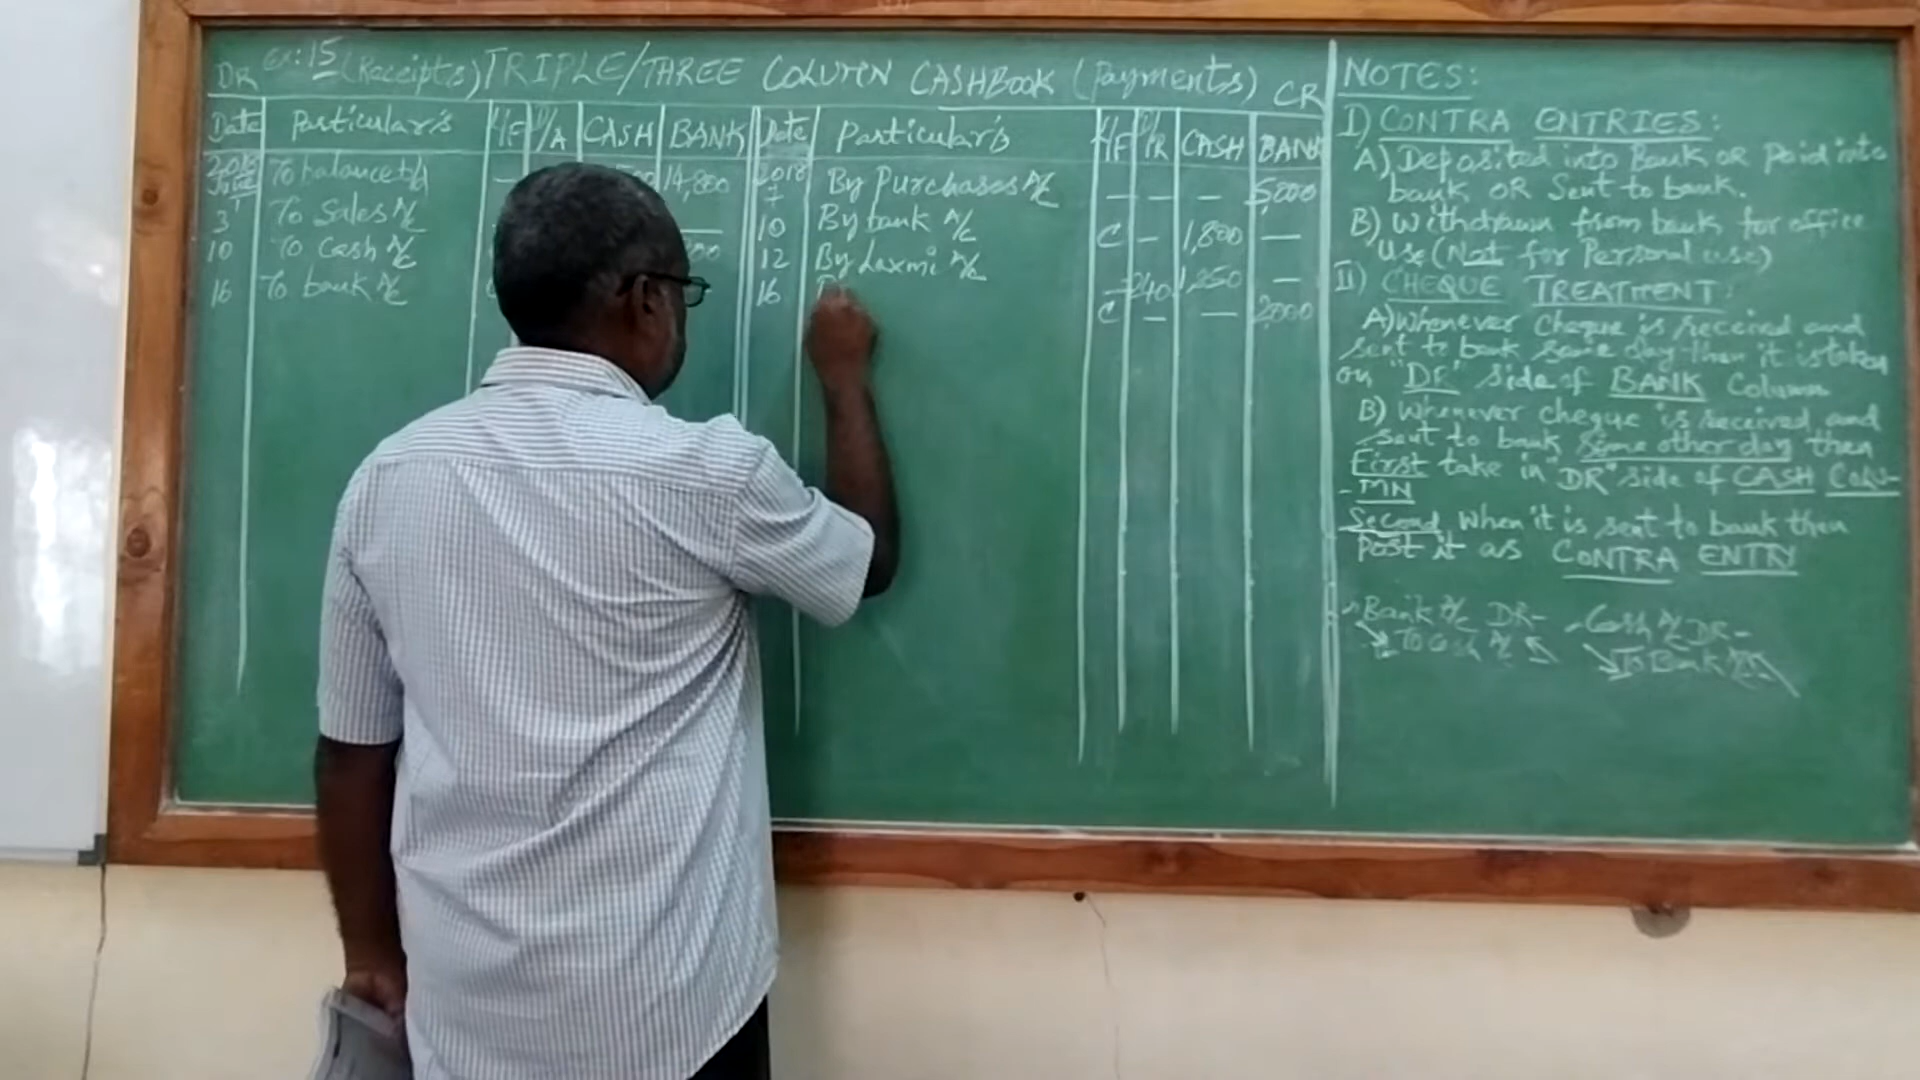 DR Ex:15 (Receipts) TRIPLE/THREE COLUMN CASHBOOK (Payments) CR
Date Particulars L/F D/A CASH BANK Date Particulars L/F D/R CASH BANK
2018 To balance b/d — 14,800 2018 By Purchases A/c — — — 5,000
June 1 7
3 To Sales A/c — 10 By bank A/c C — 1,800 —
10 To Cash A/c 12 By Laxmi A/c — 240 1,250 —
16 To bank A/c 16 C — — 2,000
NOTES:
I) CONTRA ENTRIES:
A) Deposited into Bank OR Paid into
bank OR Sent to bank.
B) Withdrawn from bank for office
Use (Not for Personal use)
II) CHEQUE TREATMENT:
A) Whenever cheque is received and
sent to bank same day then it is taken
on "DR" side of BANK Column
B) Whenever cheque is received and
sent to bank some other day then
First take in "DR" side of CASH COLU-
-MN
Second When it is sent to bank then
Post it as CONTRA ENTRY
Bank A/c DR- Cash A/c DR-
To Cash A/c To Bank A/c